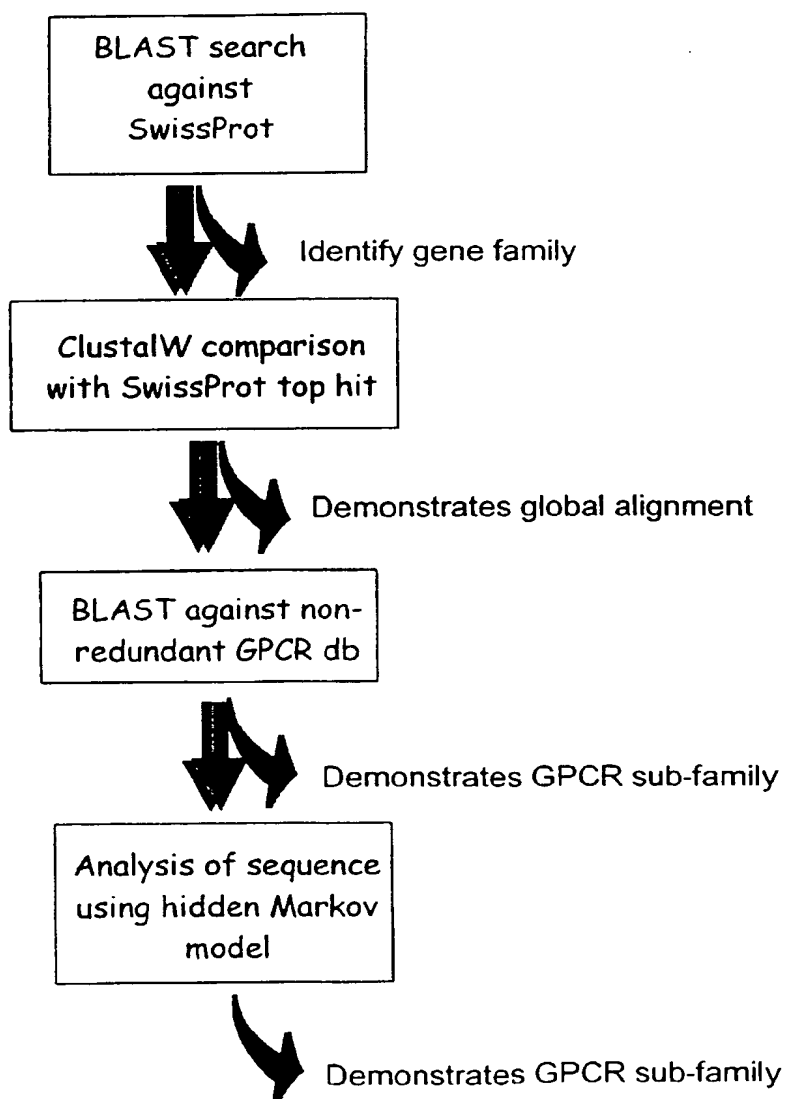 BLAST search
against
SwissProt
Identify gene family
ClustalW comparison
with SwissProt top hit
Demonstrates global alignment
BLAST against non-
redundant GPCR db
Demonstrates GPCR sub-family
Analysis of sequence
using hidden Markov
model
Demonstrates GPCR sub-family